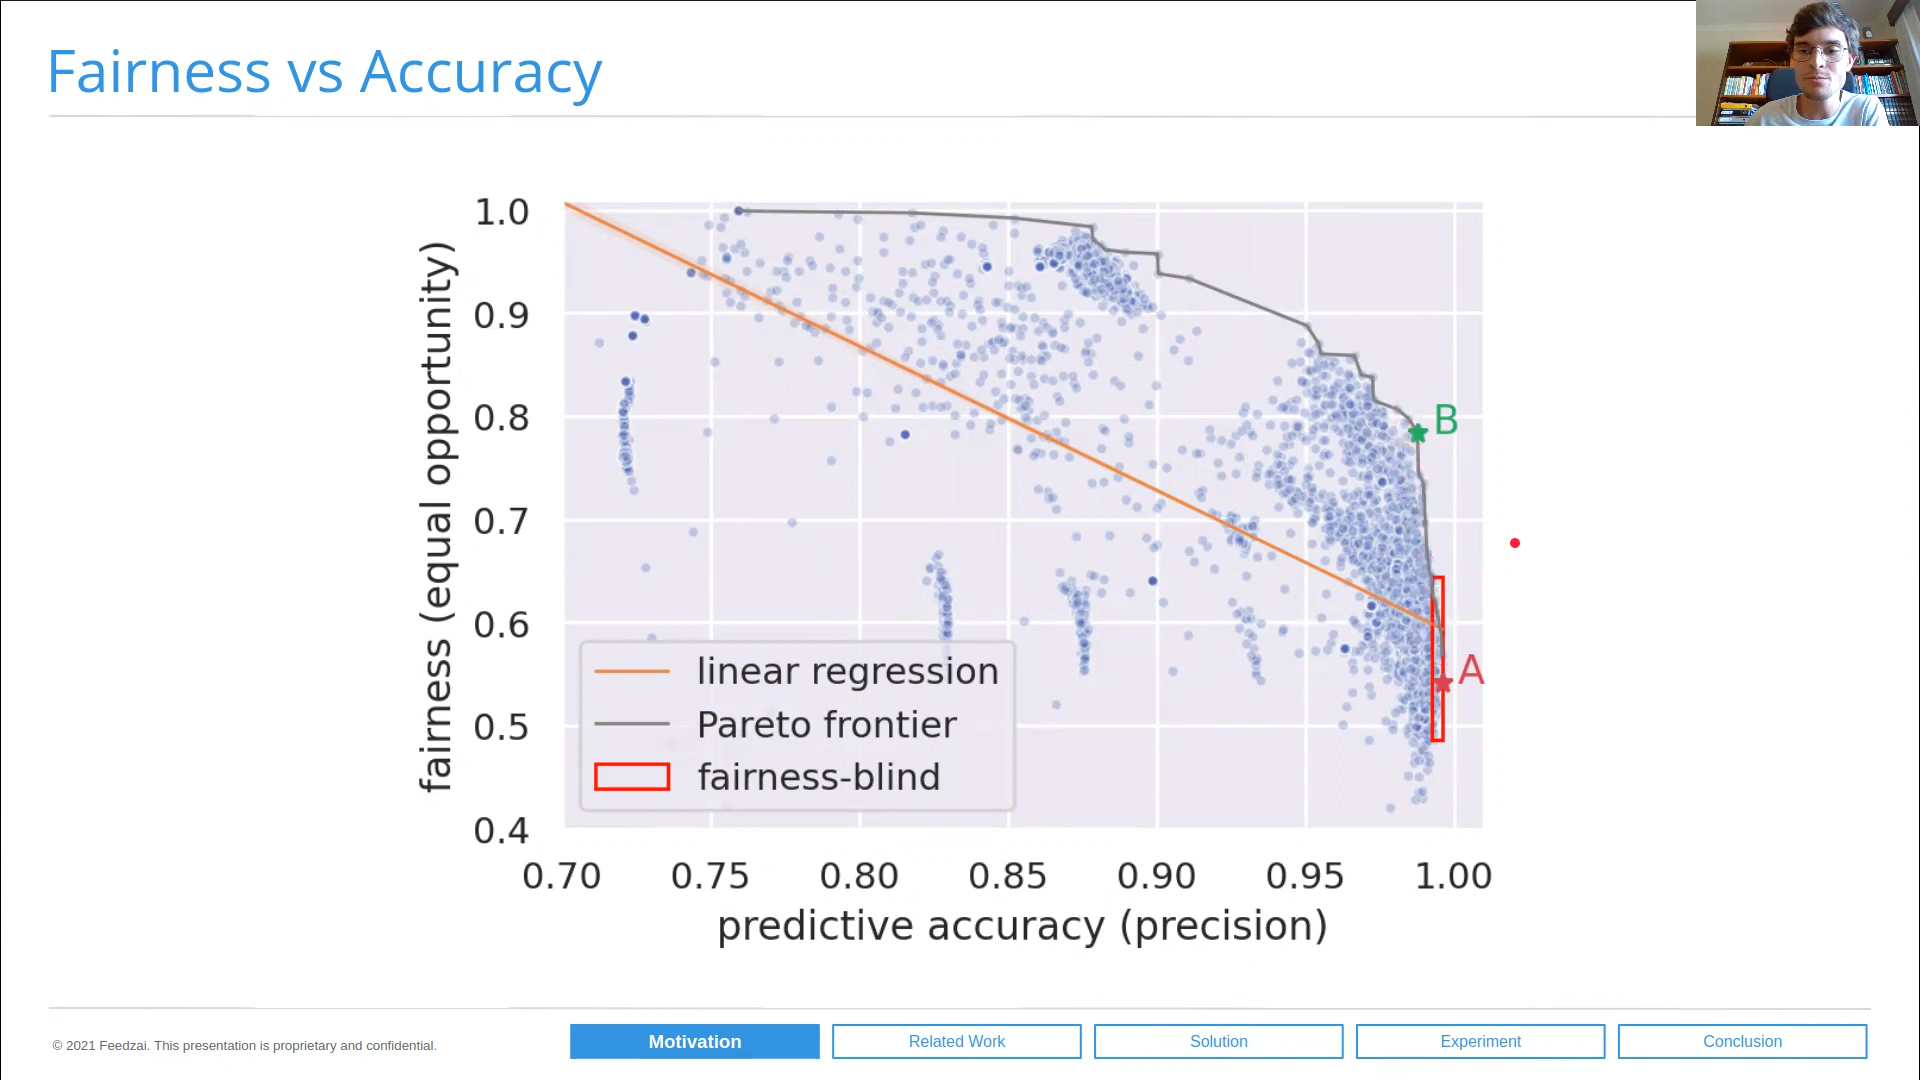 Fairness vs Accuracy
fairness (equal opportunity)
1.0
0.9
0.8
0.7
0.6
0.5
0.4
B
A
linear regression
Pareto frontier
fairness-blind
0.70 0.75 0.80 0.85 0.90 0.95 1.00
predictive accuracy (precision)
© 2021 Feedzai. This presentation is proprietary and confidential.
Motivation Related Work Solution Experiment Conclusion